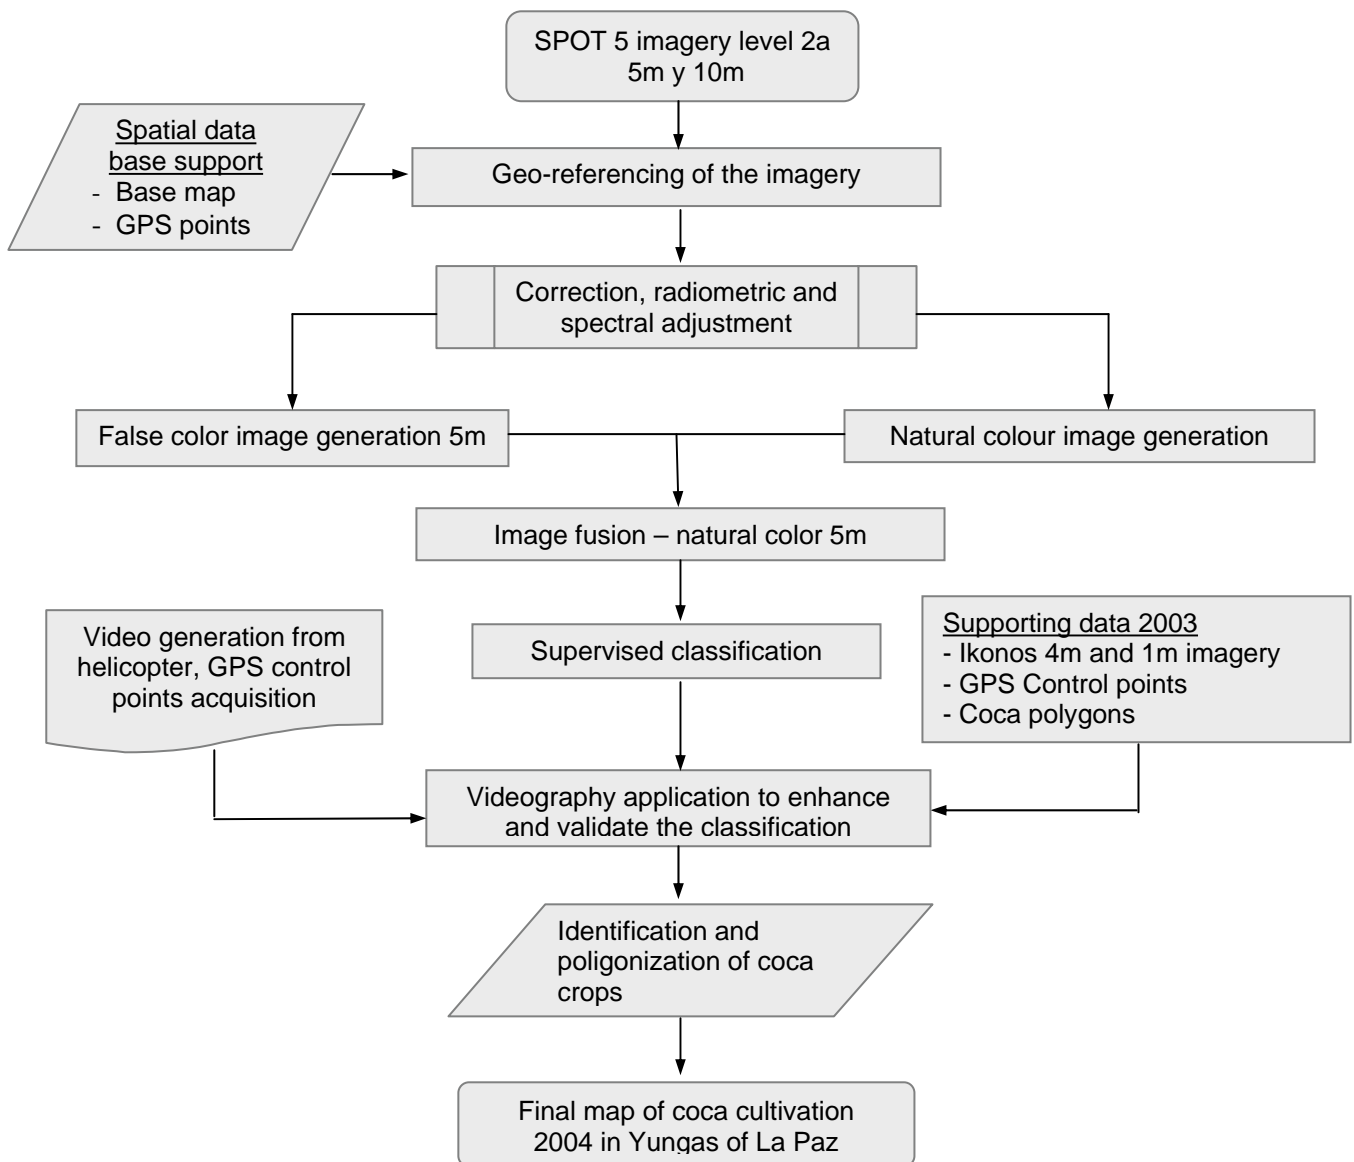 SPOT 5 imagery level 2a
5m y 10m
Spatial data
base support
- Base map
- GPS points
Geo-referencing of the imagery
Correction, radiometric and
spectral adjustment
False color image generation 5m
Natural colour image generation
Image fusion – natural color 5m
Video generation from
helicopter, GPS control
points acquisition
Supervised classification
Supporting data 2003
- Ikonos 4m and 1m imagery
- GPS Control points
- Coca polygons
Videography application to enhance
and validate the classification
Identification and
poligonization of coca
crops
Final map of coca cultivation
2004 in Yungas of La Paz